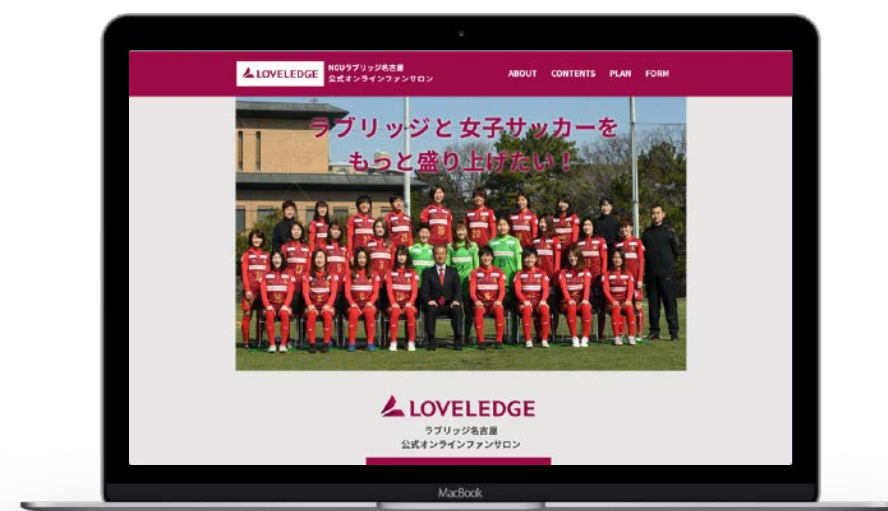 LOVELEDGE
NGUラブリッジ名古屋
公式オンラインファンサロン
ABOUT CONTENTS PLAN FORM
ラブリッジと女子サッカーを
もっと盛り上げたい！
LOVELEDGE
ラブリッジ名古屋
公式オンラインファンサロン
MacBook